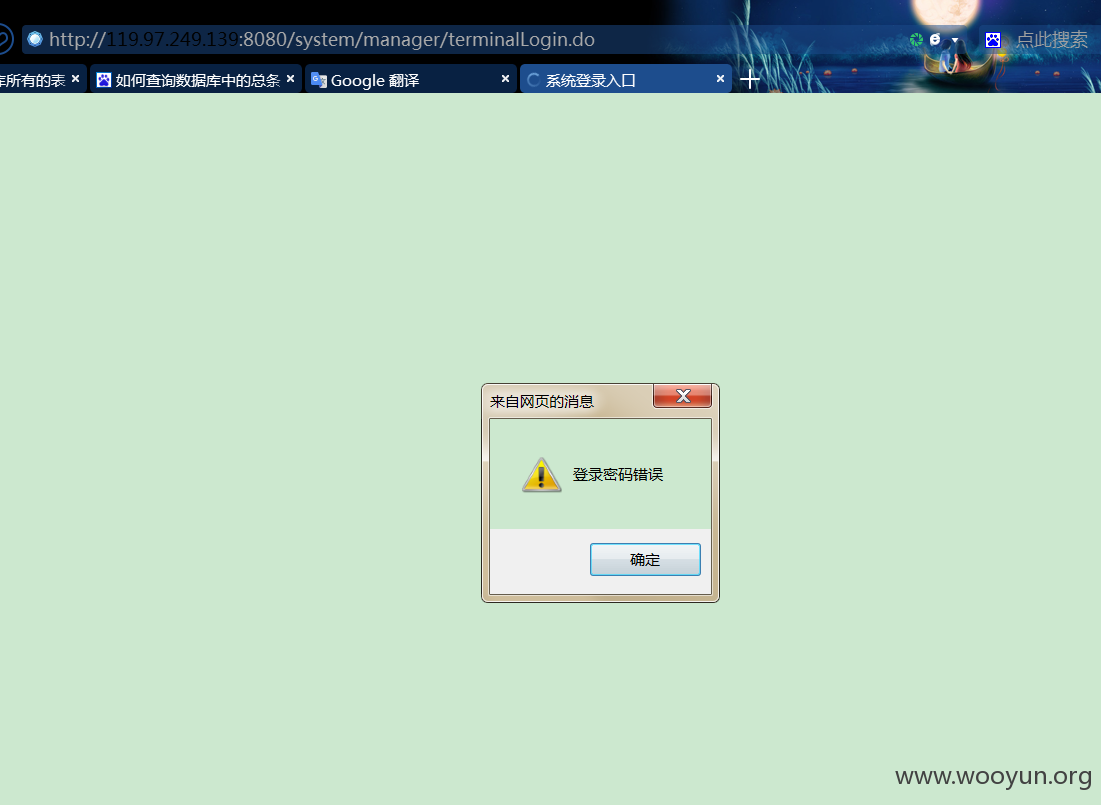 http://119.97.249.139:8080/system/manager/terminalLogin.do
点此搜索
库所有的表
如何查询数据库中的总条
Google 翻译
系统登录入口
来自网页的消息
登录密码错误
确定
www.wooyun.org